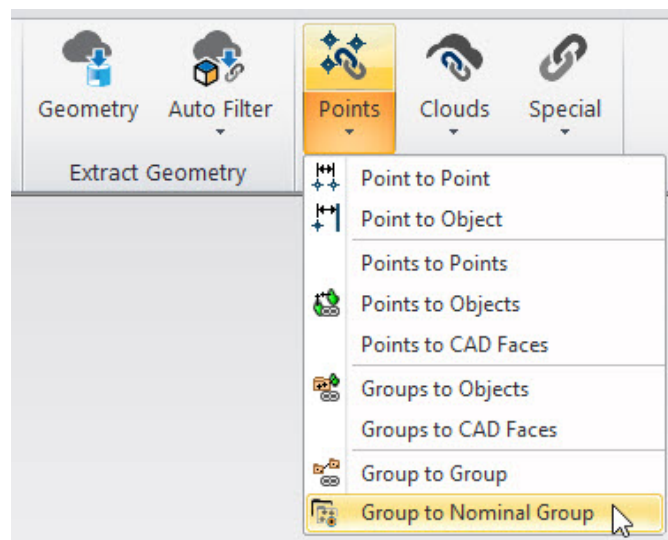 Geometry
Auto Filter
Points
Clouds
Special
Extract Geometry
Point to Point
Point to Object
Points to Points
Points to Objects
Points to CAD Faces
Groups to Objects
Groups to CAD Faces
Group to Group
Group to Nominal Group